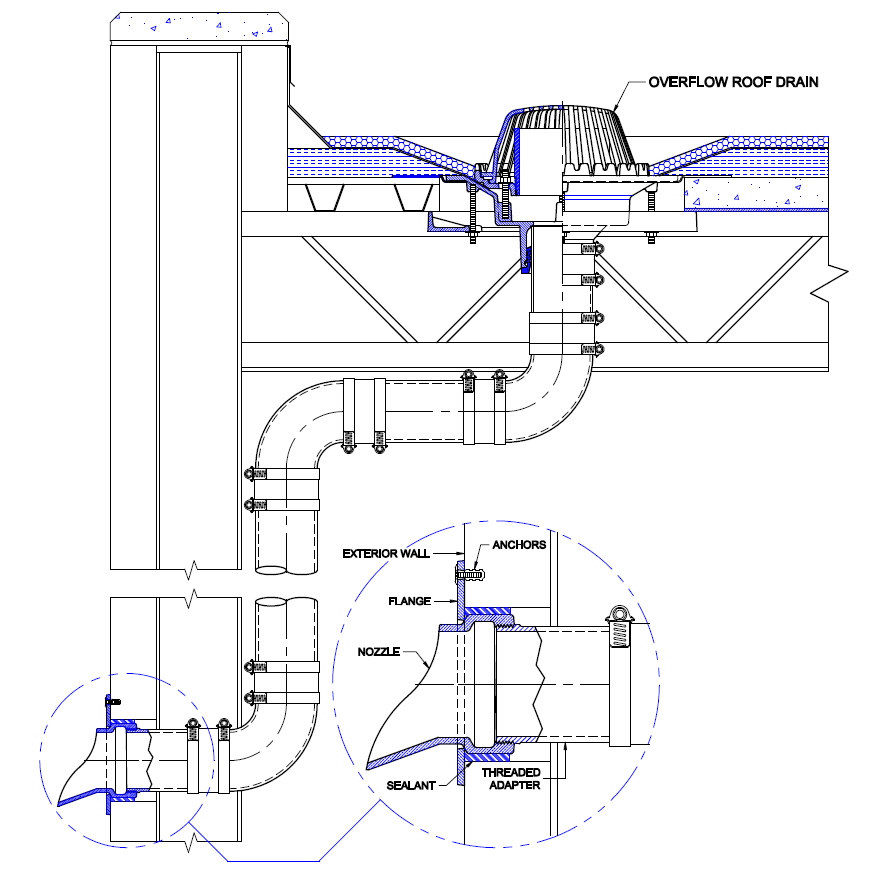 OVERFLOW ROOF DRAIN
EXTERIOR WALL
ANCHORS
FLANGE
NOZZLE
SEALANT
THREADED
ADAPTER